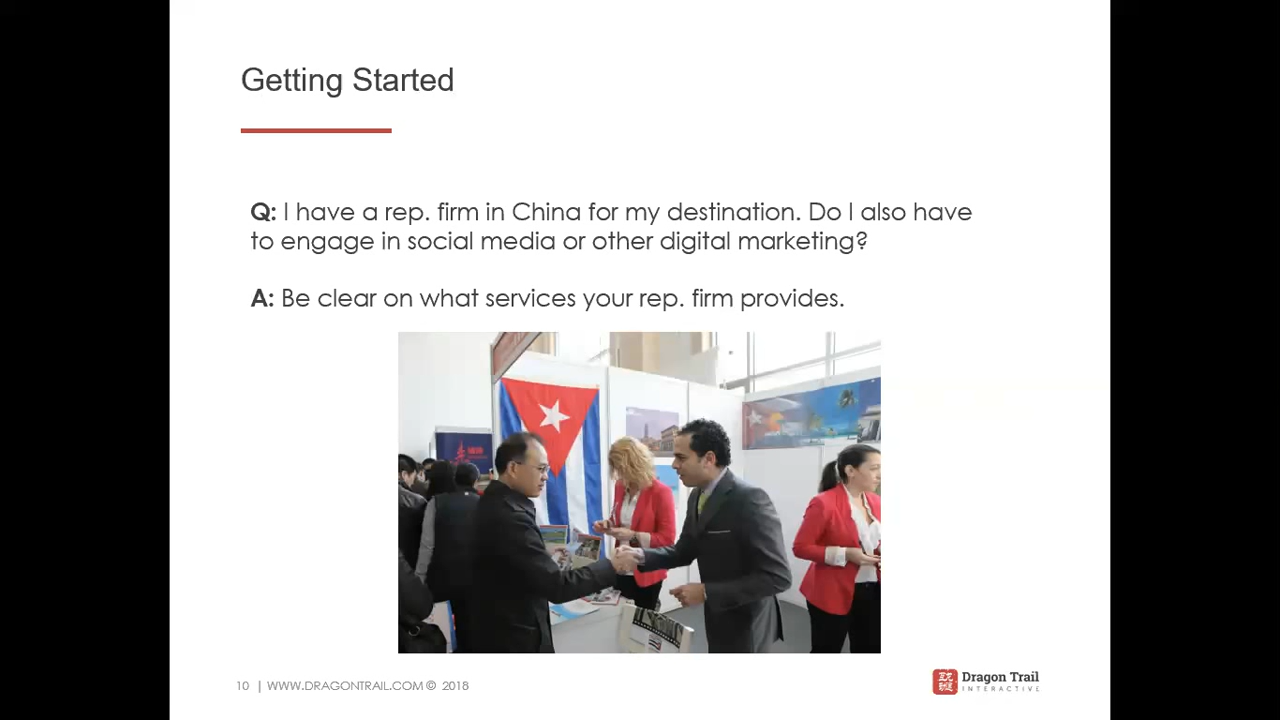 Getting Started
Q: I have a rep. firm in China for my destination. Do I also have
to engage in social media or other digital marketing?
A: Be clear on what services your rep. firm provides.
10 | WWW.DRAGONTRAIL.COM © 2018
Dragon Trail
INTERACTIVE